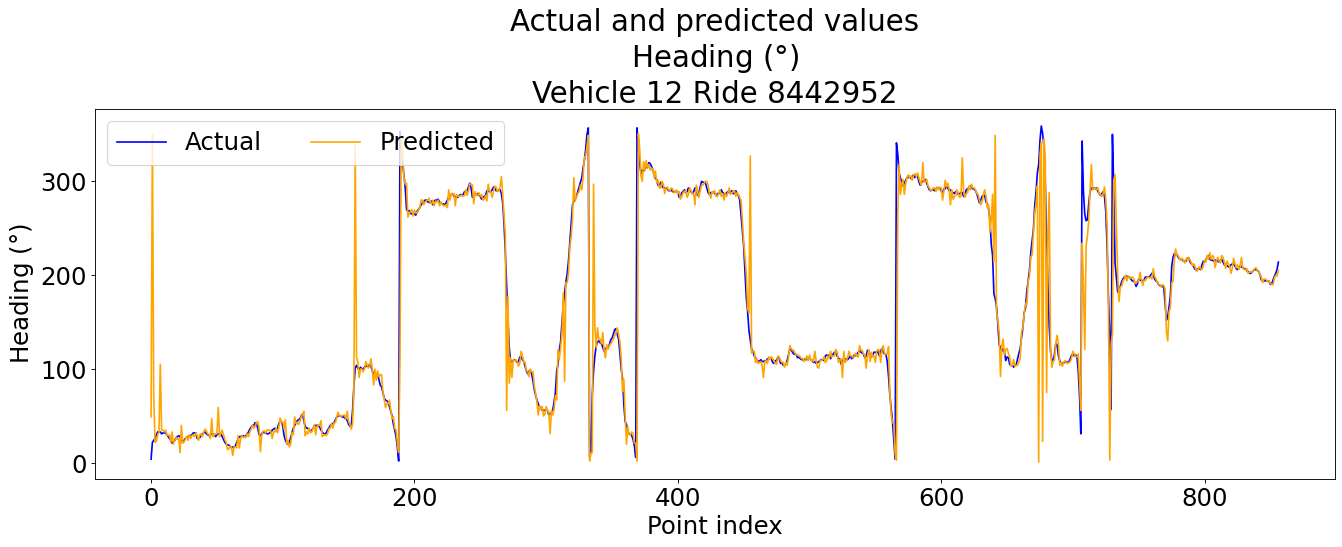 Actual and predicted values
Heading (°)
Vehicle 12 Ride 8442952
Actual
Predicted
Heading (°)
300
200
100
0
0
200
400
600
800
Point index